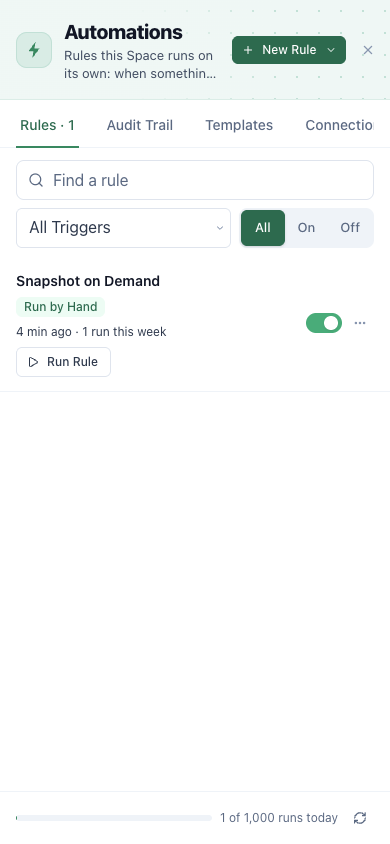 Automations
Rules this Space runs on
its own: when somethin...
New Rule
Rules · 1
Audit Trail
Templates
Connectio
Find a rule
All Triggers
All
On
Off
Snapshot on Demand
Run by Hand
4 min ago · 1 run this week
Run Rule
1 of 1,000 runs today